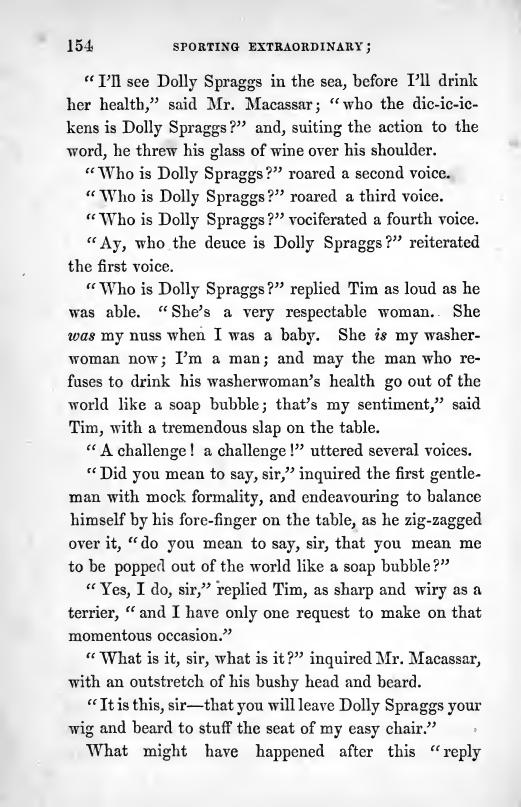 154 SPORTING EXTRAORDINARY;
“I’ll see Dolly Spraggs in the sea, before I’ll drink
her health,” said Mr. Macassar; “who the dic-ic-ic-
kens is Dolly Spraggs?” and, suiting the action to the
word, he threw his glass of wine over his shoulder.
“Who is Dolly Spraggs?” roared a second voice.
“Who is Dolly Spraggs?” roared a third voice.
“Who is Dolly Spraggs?” vociferated a fourth voice.
“Ay, who the deuce is Dolly Spraggs?” reiterated
the first voice.
“Who is Dolly Spraggs?” replied Tim as loud as he
was able. “She’s a very respectable woman. She
was my nuss when I was a baby. She is my washer-
woman now; I’m a man; and may the man who re-
fuses to drink his washerwoman’s health go out of the
world like a soap bubble; that’s my sentiment,” said
Tim, with a tremendous slap on the table.
“A challenge! a challenge!” uttered several voices.
“Did you mean to say, sir,” inquired the first gentle-
man with mock formality, and endeavouring to balance
himself by his fore-finger on the table, as he zig-zagged
over it, “do you mean to say, sir, that you mean me
to be popped out of the world like a soap bubble?”
“Yes, I do, sir,” replied Tim, as sharp and wiry as a
terrier, “and I have only one request to make on that
momentous occasion.”
“What is it, sir, what is it?” inquired Mr. Macassar,
with an outstretch of his bushy head and beard.
“It is this, sir—that you will leave Dolly Spraggs your
wig and beard to stuff the seat of my easy chair.”
What might have happened after this “reply